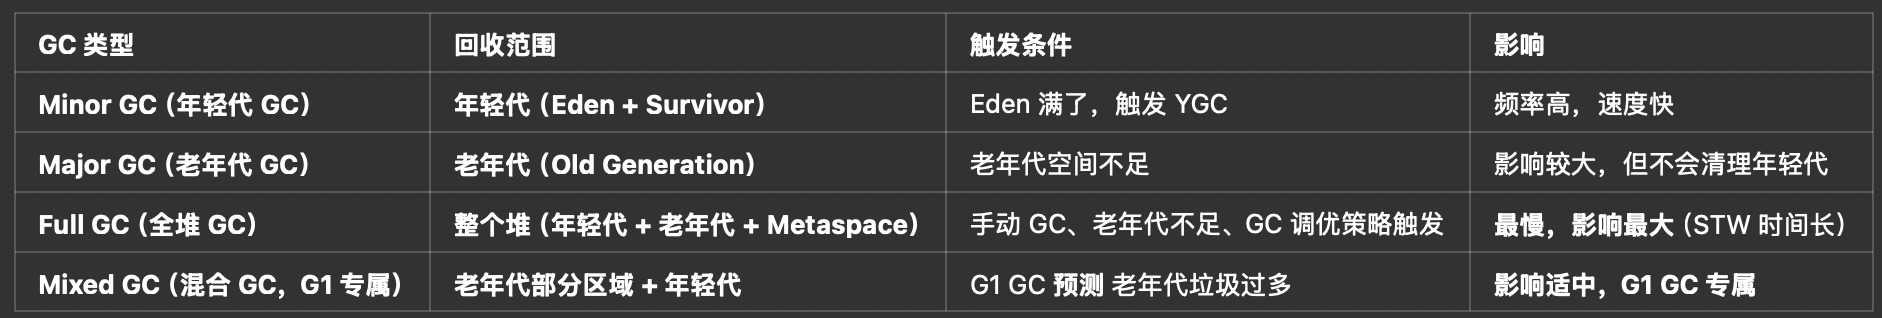 GC 类型 回收范围 触发条件 影响
Minor GC（年轻代 GC） 年轻代（Eden + Survivor） Eden 满了，触发 YGC 频率高，速度快
Major GC（老年代 GC） 老年代（Old Generation） 老年代空间不足 影响较大，但不会清理年轻代
Full GC（全堆 GC） 整个堆（年轻代 + 老年代 + Metaspace） 手动 GC、老年代不足、GC 调优策略触发 最慢，影响最大（STW 时间长）
Mixed GC（混合 GC，G1 专属） 老年代部分区域 + 年轻代 G1 GC 预测 老年代垃圾过多 影响适中，G1 GC 专属